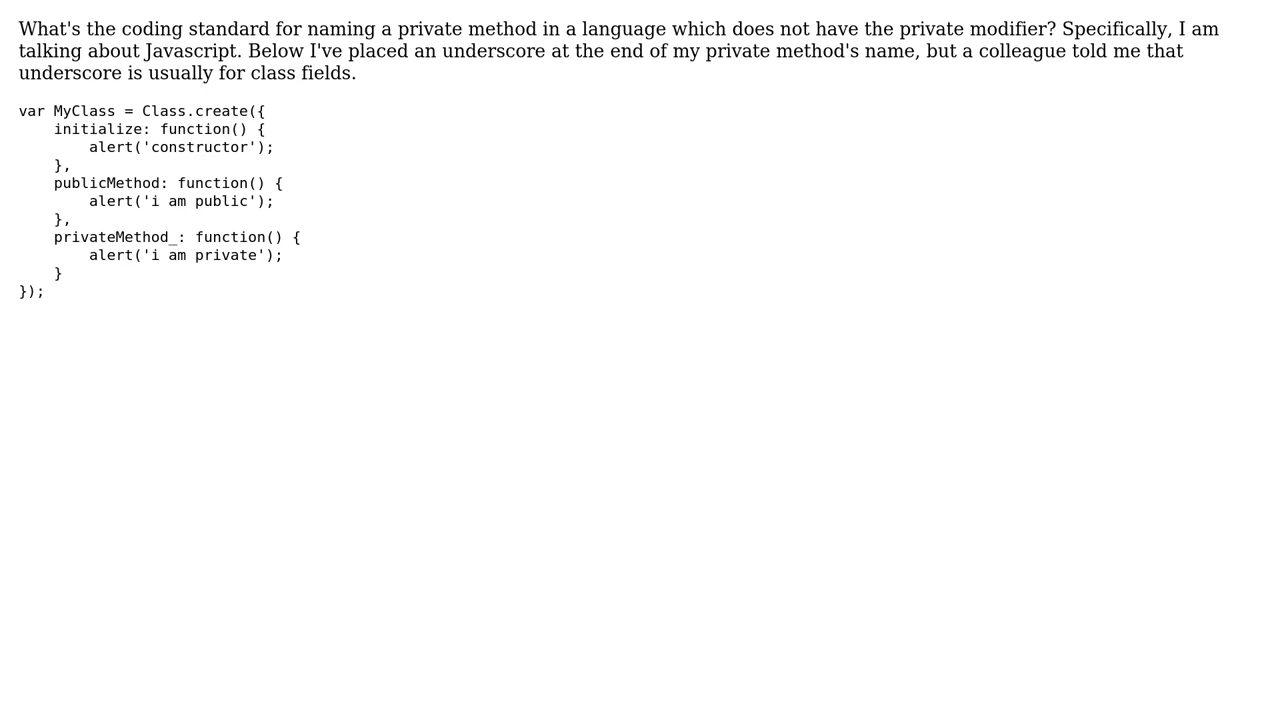 What's the coding standard for naming a private method in a language which does not have the private modifier? Specifically, I am
talking about Javascript. Below I've placed an underscore at the end of my private method's name, but a colleague told me that
underscore is usually for class fields.
var MyClass = Class.create({
    initialize: function() {
        alert('constructor');
    },
    publicMethod: function() {
        alert('i am public');
    },
    privateMethod_: function() {
        alert('i am private');
    }
});